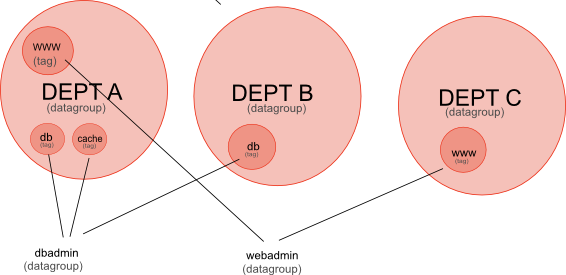 www
(tag)
DEPT A
(datagroup)
db
(tag)
cache
(tag)
DEPT B
(datagroup)
db
(tag)
DEPT C
(datagroup)
www
(tag)
dbadmin
(datagroup)
webadmin
(datagroup)